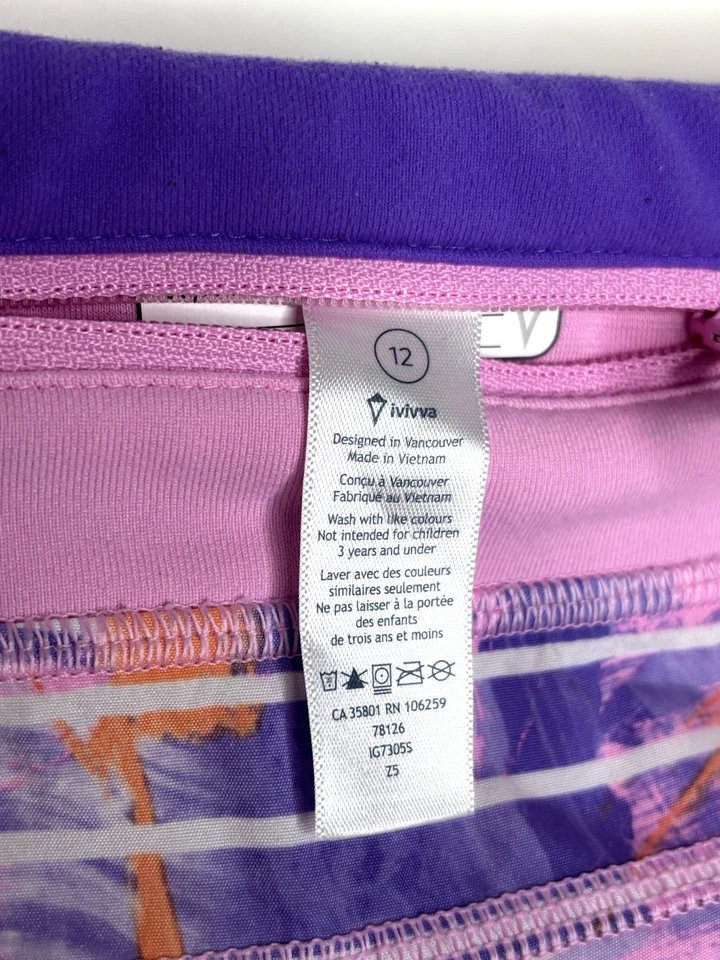 12
ivivva
Designed in Vancouver
Made in Vietnam
Conçu à Vancouver
Fabriqué au Vietnam
Wash with like colours
Not intended for children
3 years and under
Laver avec des couleurs
similaires seulement
Ne pas laisser à la portée
des enfants
de trois ans et moins
CA 35801 RN 106259
78126
IG7305S
Z5